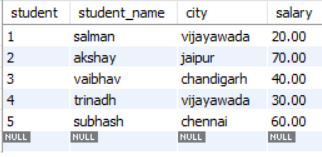 student student_name city salary
1 salman vijayawada 20.00
2 akshay jaipur 70.00
3 vaibhav chandigarh 40.00
4 trinadh vijayawada 30.00
5 subhash chennai 60.00
NULL NULL NULL NULL